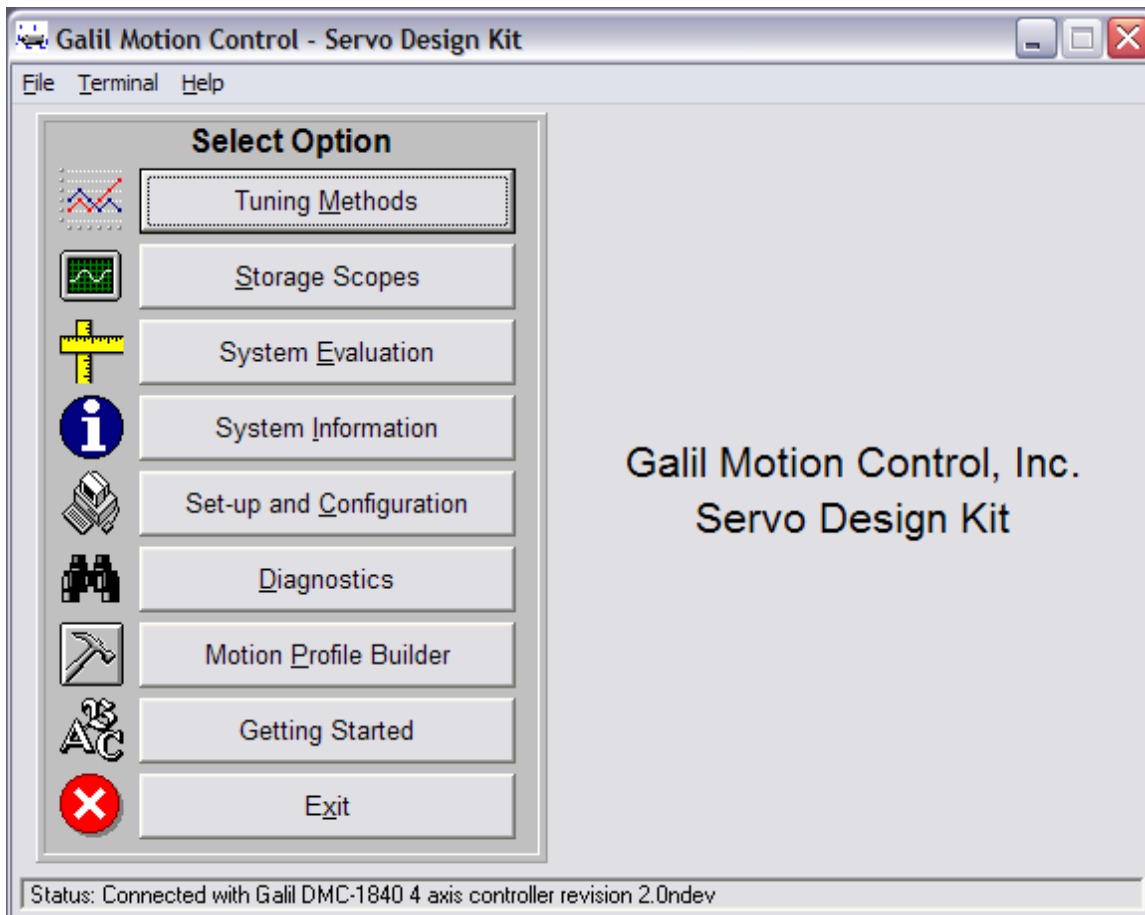 Galil Motion Control - Servo Design Kit
File Terminal Help
Select Option
Tuning Methods
Storage Scopes
System Evaluation
System Information
Set-up and Configuration
Diagnostics
Motion Profile Builder
Getting Started
Exit
Galil Motion Control, Inc.
Servo Design Kit
Status: Connected with Galil DMC-1840 4 axis controller revision 2.0ndev